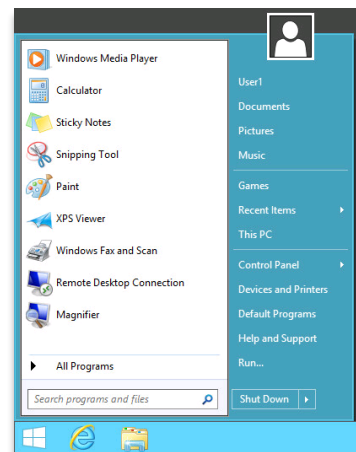 Windows Media Player
Calculator
Sticky Notes
Snipping Tool
Paint
XPS Viewer
Windows Fax and Scan
Remote Desktop Connection
Magnifier
All Programs
Search programs and files
User1
Documents
Pictures
Music
Games
Recent Items
This PC
Control Panel
Devices and Printers
Default Programs
Help and Support
Run...
Shut Down